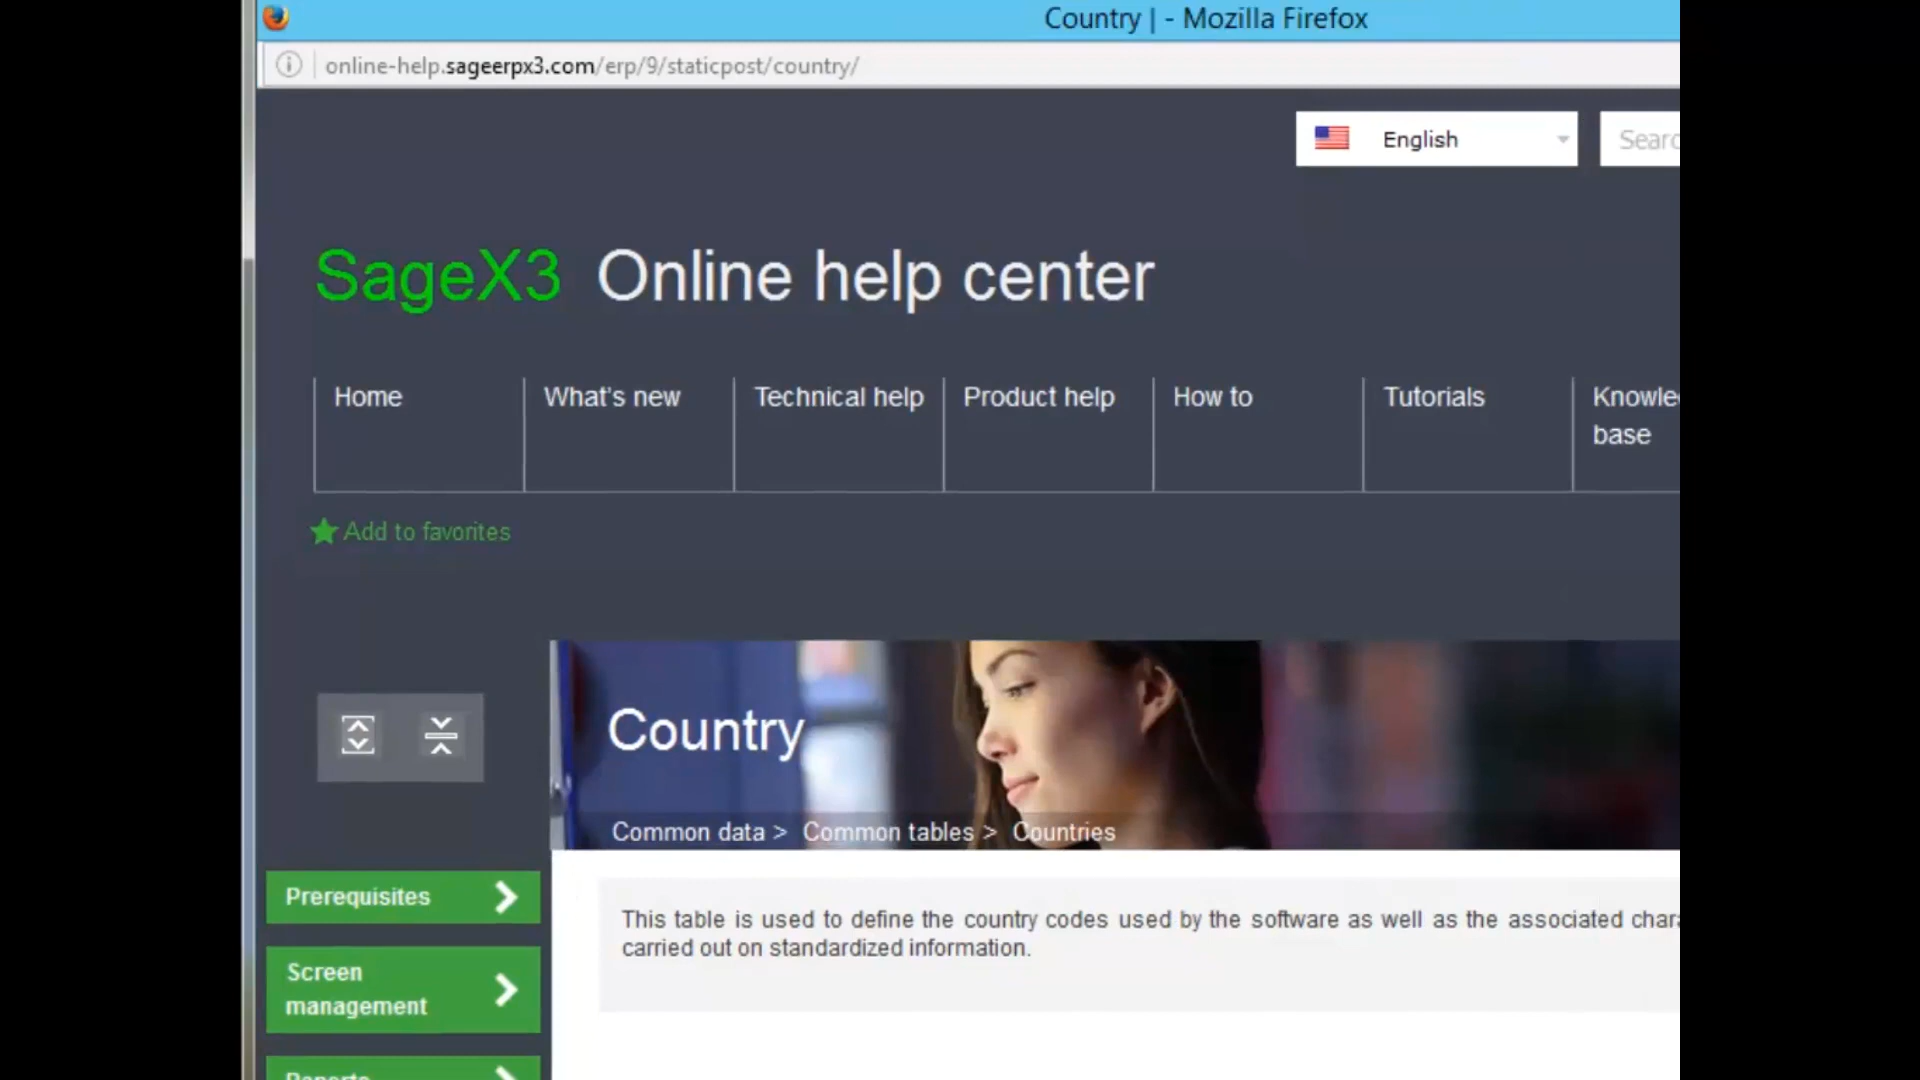 Country | - Mozilla Firefox
online-help.sageerpx3.com/erp/9/staticpost/country/
English
SageX3 Online help center
Home
What's new
Technical help
Product help
How to
Tutorials
base
Add to favorites
Country
Common data > Common tables > Countries
Prerequisites
This table is used to define the country codes used by the software as well as the associated
carried out on standardized information.
Screen
management
Reports